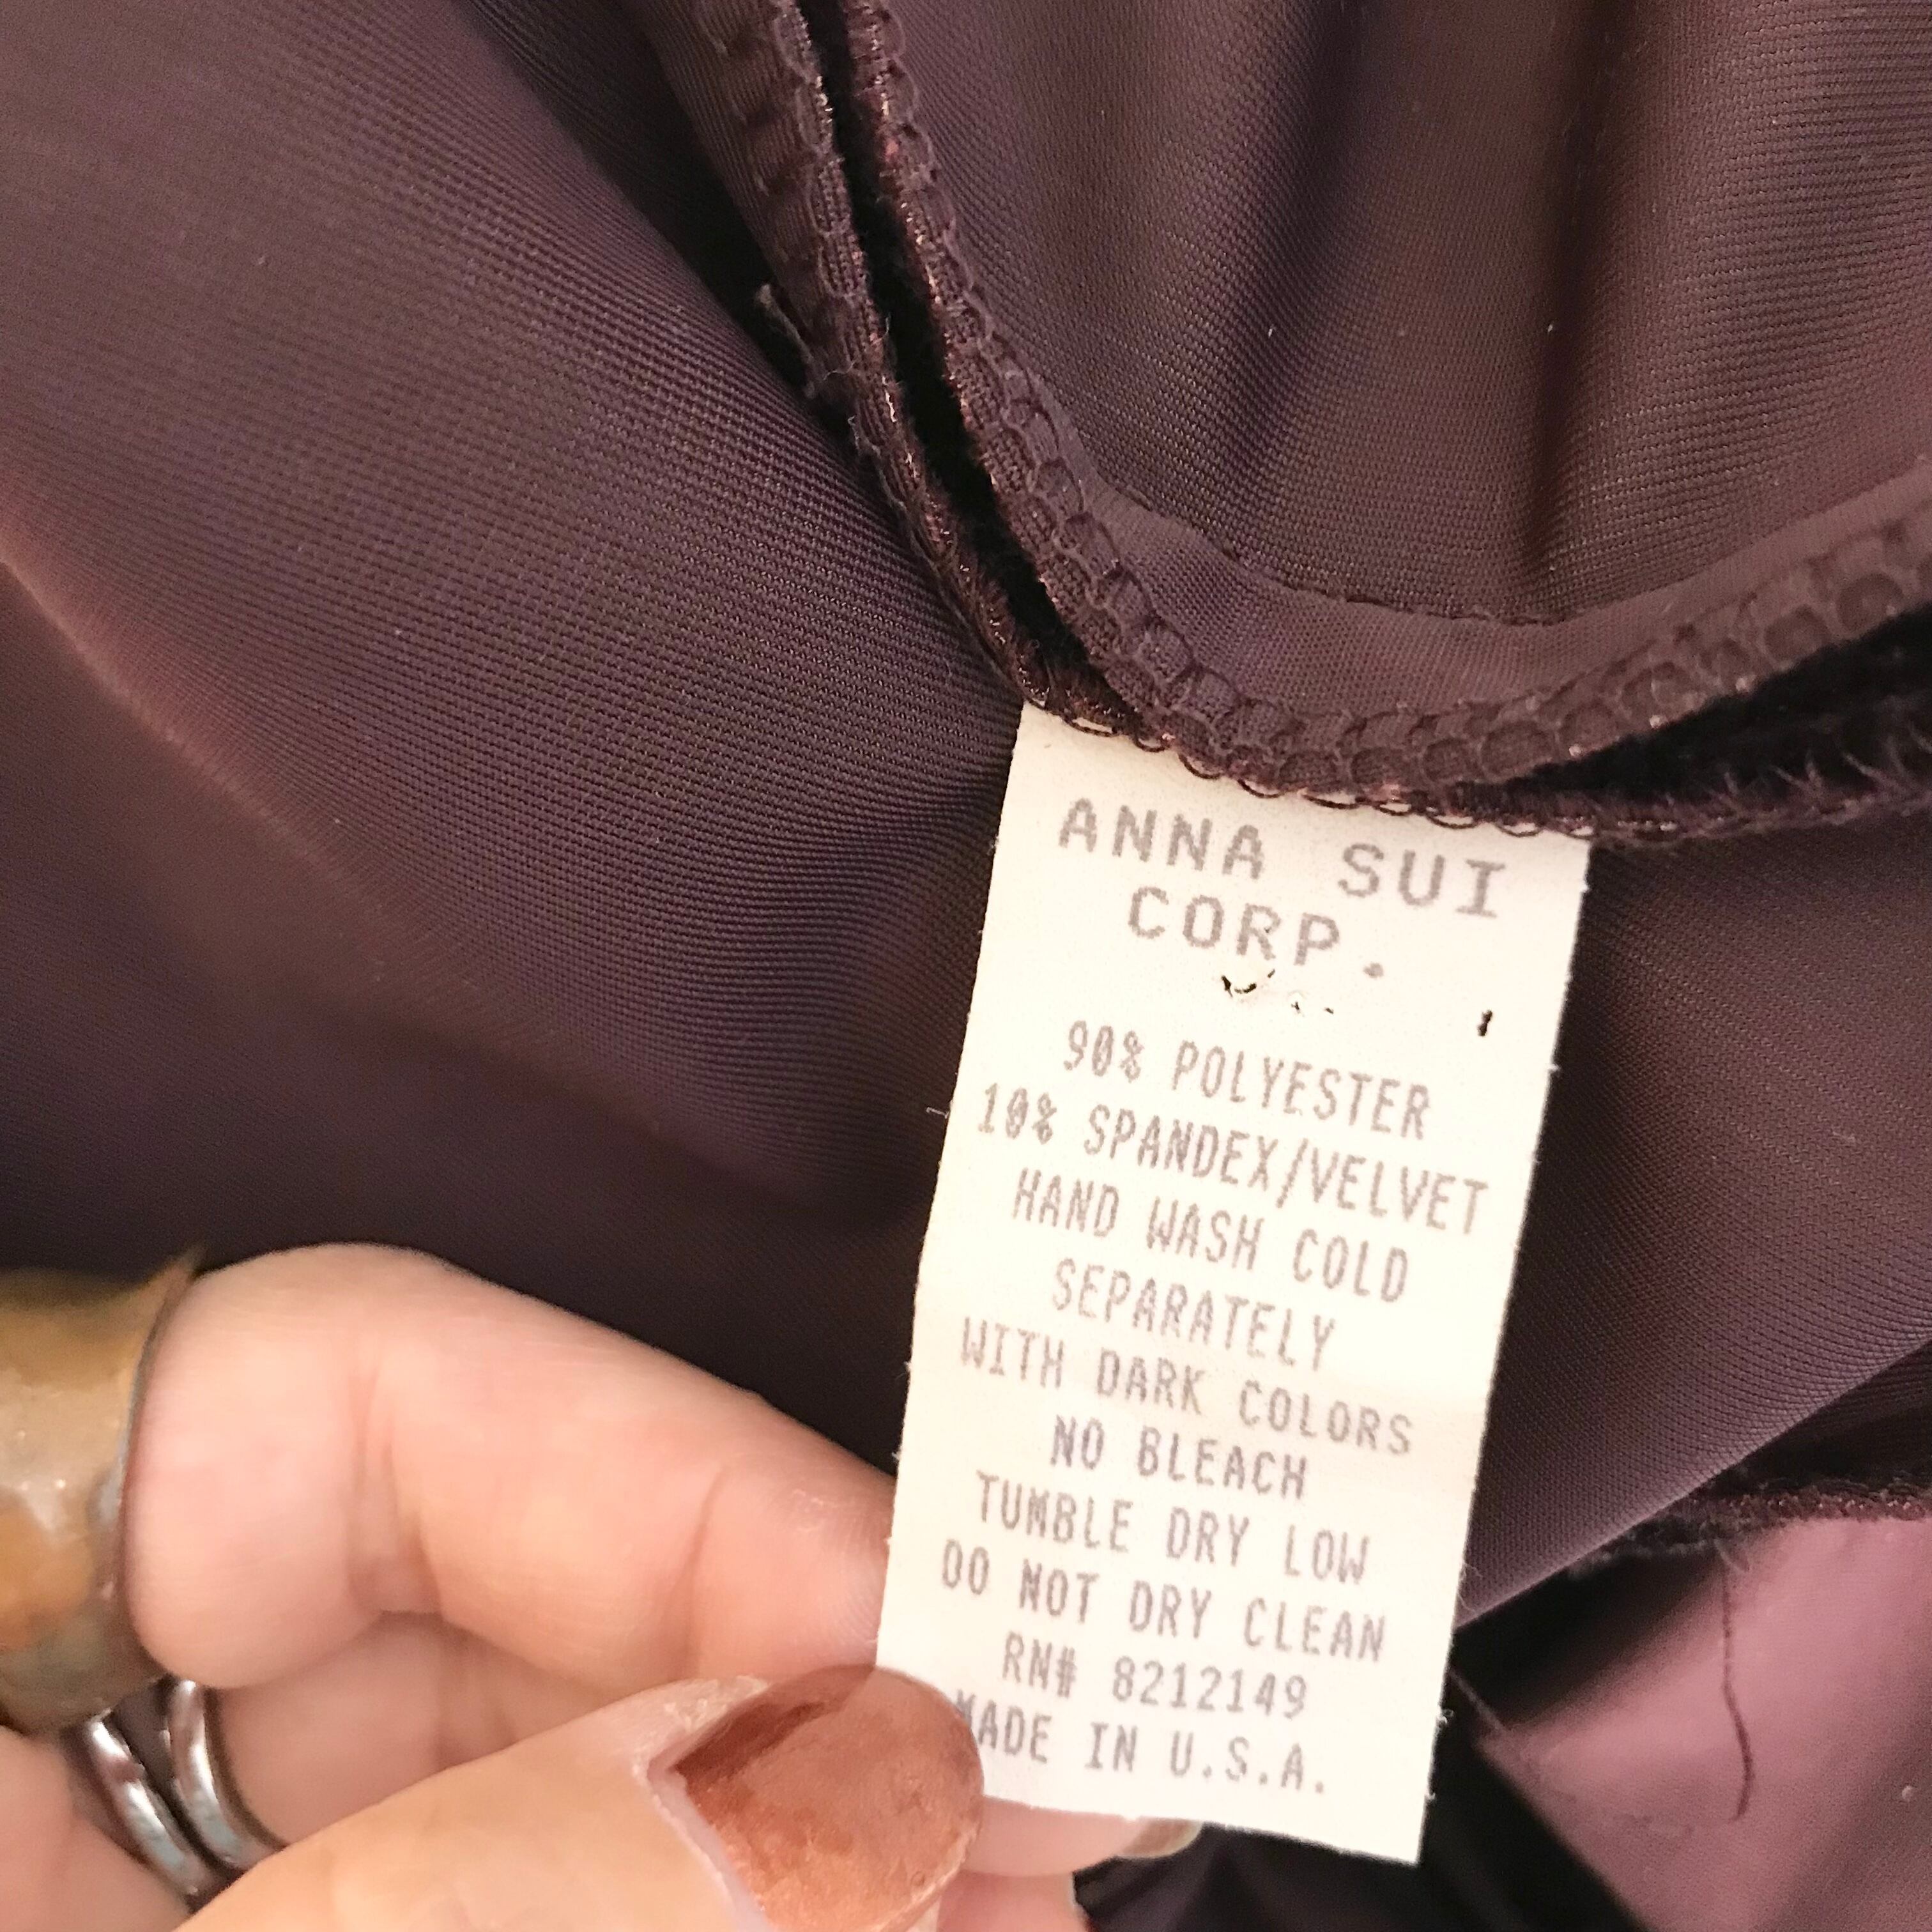 ANNA SUI
CORP.
90% POLYESTER
10% SPANDEX/VELVET
HAND WASH COLD
SEPARATELY
WITH DARK COLORS
NO BLEACH
TUMBLE DRY LOW
DO NOT DRY CLEAN
RN# 8212149
MADE IN U.S.A.